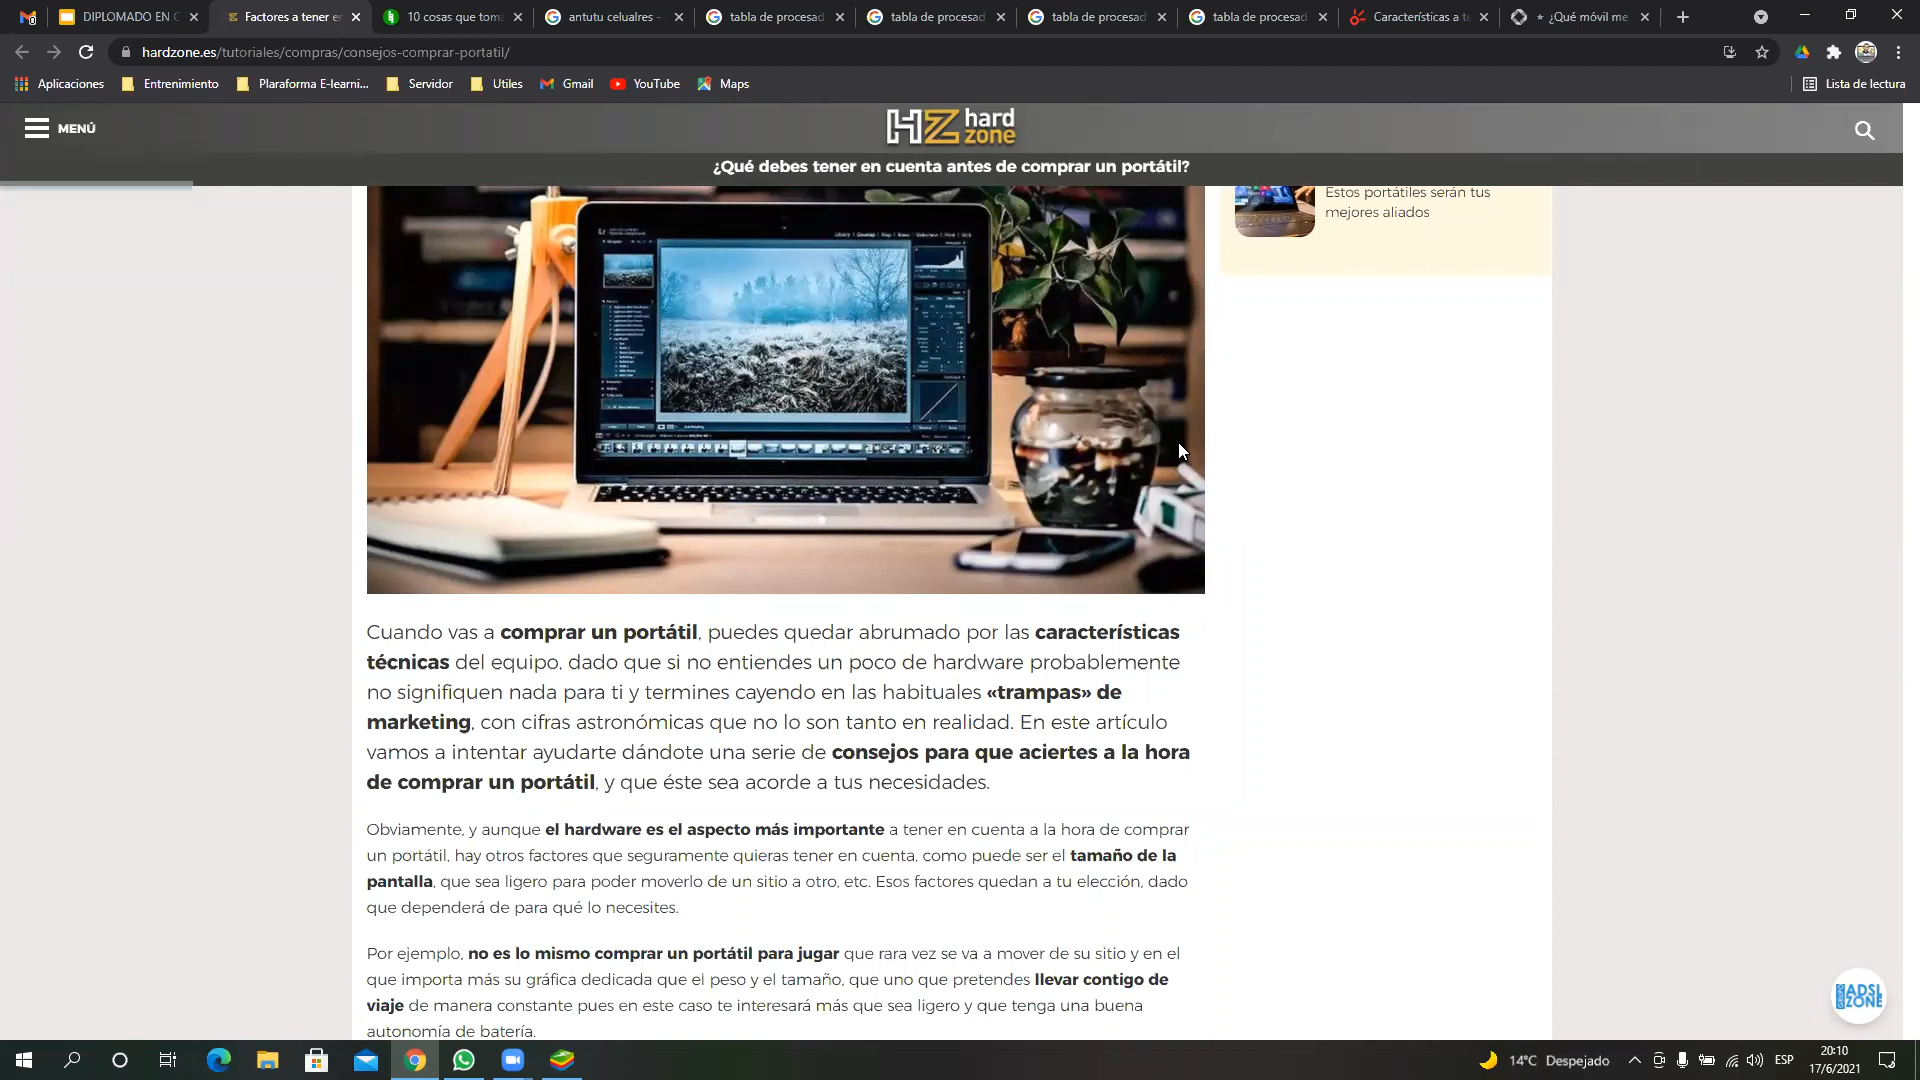 DIPLOMADO EN C
Factores a tener en
10 cosas que toma
antutu celualres -
tabla de procesad
tabla de procesad
tabla de procesad
tabla de procesad
Características a te
¿Qué móvil me
hardzone.es/tutoriales/compras/consejos-comprar-portatil/
Aplicaciones
Entrenimiento
Plaraforma E-learni...
Servidor
Utiles
Gmail
YouTube
Maps
Lista de lectura
MENÚ
HZ hard
zone
¿Qué debes tener en cuenta antes de comprar un portátil?
Estos portátiles serán tus
mejores aliados
Cuando vas a comprar un portátil, puedes quedar abrumado por las características
técnicas del equipo, dado que si no entiendes un poco de hardware probablemente
no signifiquen nada para ti y termines cayendo en las habituales «trampas» de
marketing, con cifras astronómicas que no lo son tanto en realidad. En este artículo
vamos a intentar ayudarte dándote una serie de consejos para que aciertes a la hora
de comprar un portátil, y que éste sea acorde a tus necesidades.
Obviamente, y aunque el hardware es el aspecto más importante a tener en cuenta a la hora de comprar
un portátil, hay otros factores que seguramente quieras tener en cuenta, como puede ser el tamaño de la
pantalla, que sea ligero para poder moverlo de un sitio a otro, etc. Esos factores quedan a tu elección, dado
que dependerá de para qué lo necesites.
Por ejemplo, no es lo mismo comprar un portátil para jugar que rara vez se va a mover de su sitio y en el
que importa más su gráfica dedicada que el peso y el tamaño, que uno que pretendes llevar contigo de
viaje de manera constante pues en este caso te interesará más que sea ligero y que tenga una buena
autonomía de batería.
ADSL
ZONE
14°C Despejado
ESP
20:10
17/6/2021